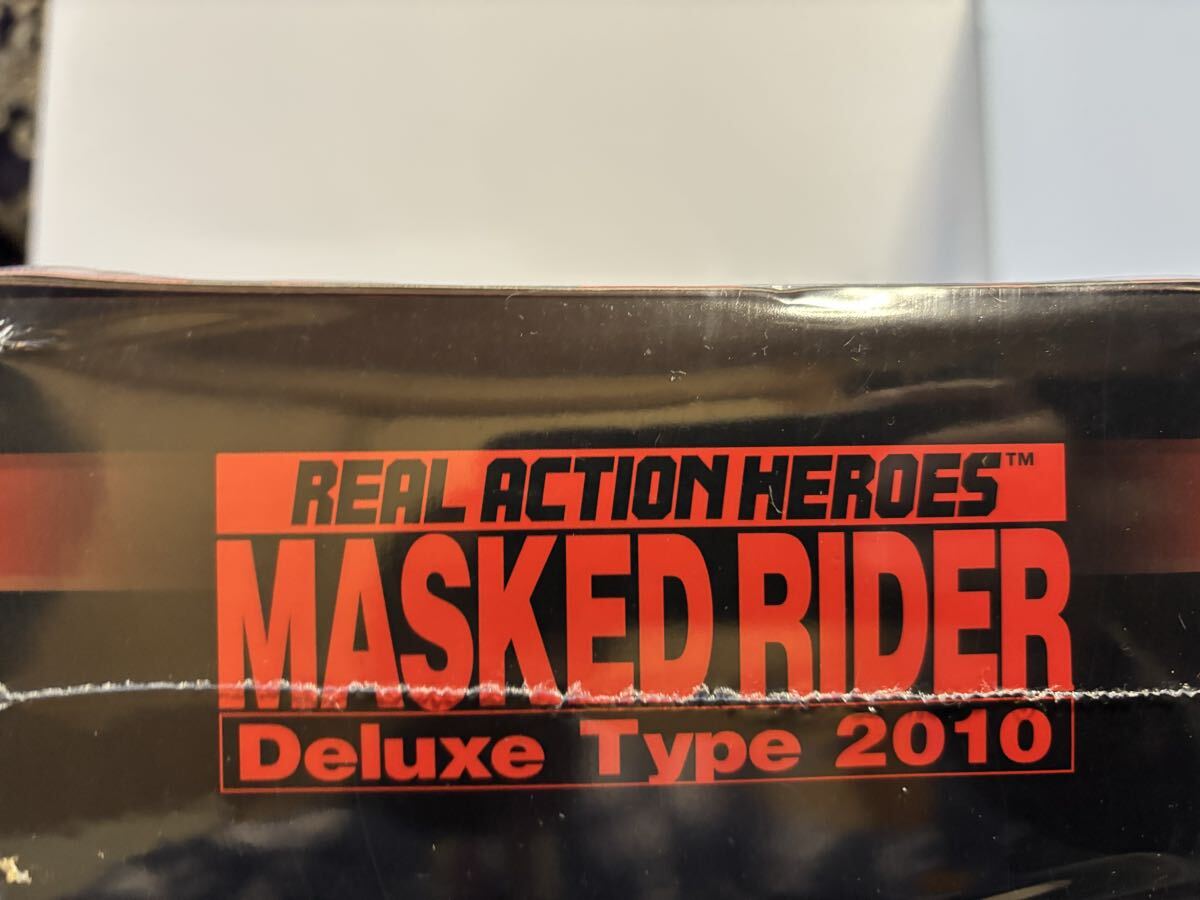 REAL ACTION HEROES™
MASKED RIDER
Deluxe Type 2010